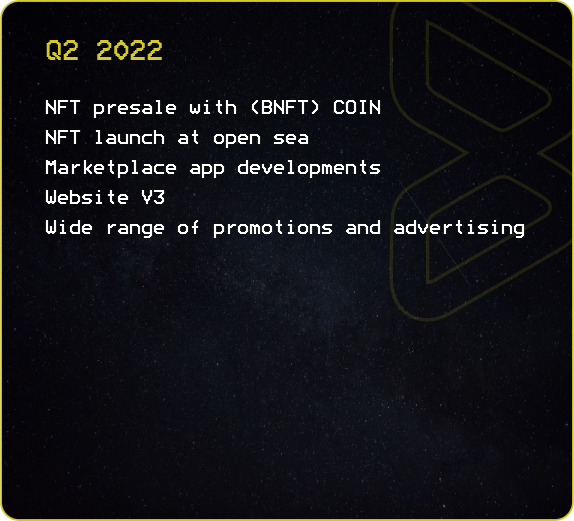 Q2 2022
NFT presale with (BNFT) COIN
NFT launch at open sea
Marketplace app developments
Website V3
Wide range of promotions and advertising